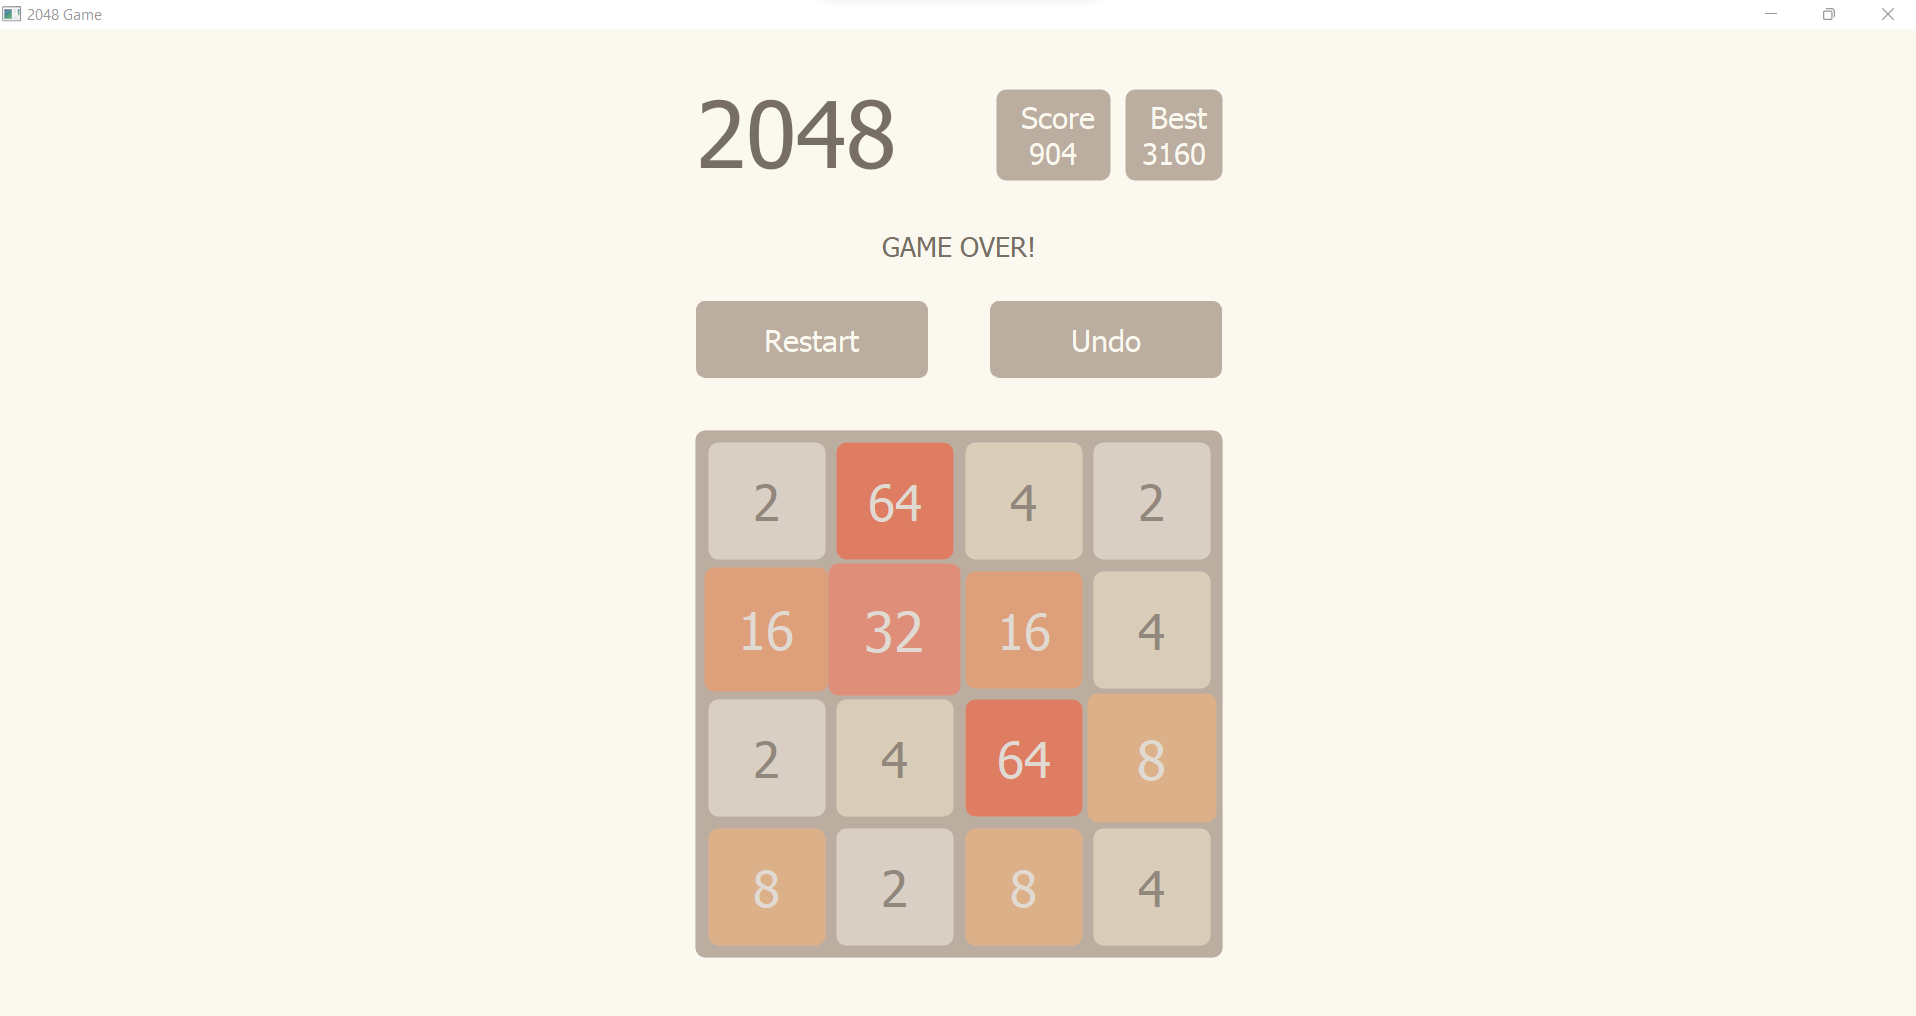 2048 Game
2048
Score
904
Best
3160
GAME OVER!
Restart
Undo
2 64 4 2
16 32 16 4
2 4 64 8
8 2 8 4